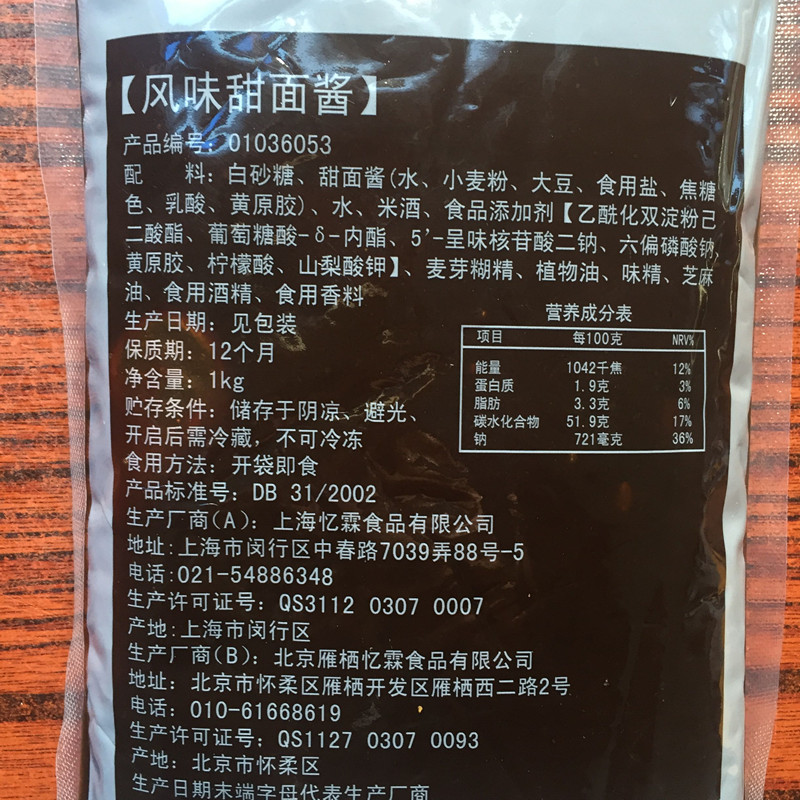 【风味甜面酱】
产品编号：01036053
配 料：白砂糖、甜面酱(水、小麦粉、大豆、食用盐、焦糖
色、乳酸、黄原胶)、水、米酒、食品添加剂【乙酰化双淀粉己
二酸酯、葡萄糖酸-δ-内酯、5'-呈味核苷酸二钠、六偏磷酸钠,
黄原胶、柠檬酸、山梨酸钾】、麦芽糊精、植物油、味精、芝麻
油、食用酒精、食用香料
生产日期：见包装
保质期：12个月
净含量：1kg
贮存条件：储存于阴凉、避光、
开启后需冷藏，不可冷冻
食用方法：开袋即食
营养成分表
项目 每100克 NRV%
能量 1042千焦 12%
蛋白质 1.9克 3%
脂肪 3.3克 6%
碳水化合物 51.9克 17%
钠 721毫克 36%
产品标准号：DB 31/2002
生产厂商(A)：上海忆霖食品有限公司
地址:上海市闵行区中春路7039弄88号-5
电话:021-54886348
生产许可证号：QS3112 0307 0007
产地:上海市闵行区
生产厂商(B)：北京雁栖忆霖食品有限公司
地址：北京市怀柔区雁栖开发区雁栖西二路2号
电话：010-61668619
生产许可证号：QS1127 0307 0093
产地：北京市怀柔区
生产日期末端字母代表生产厂商